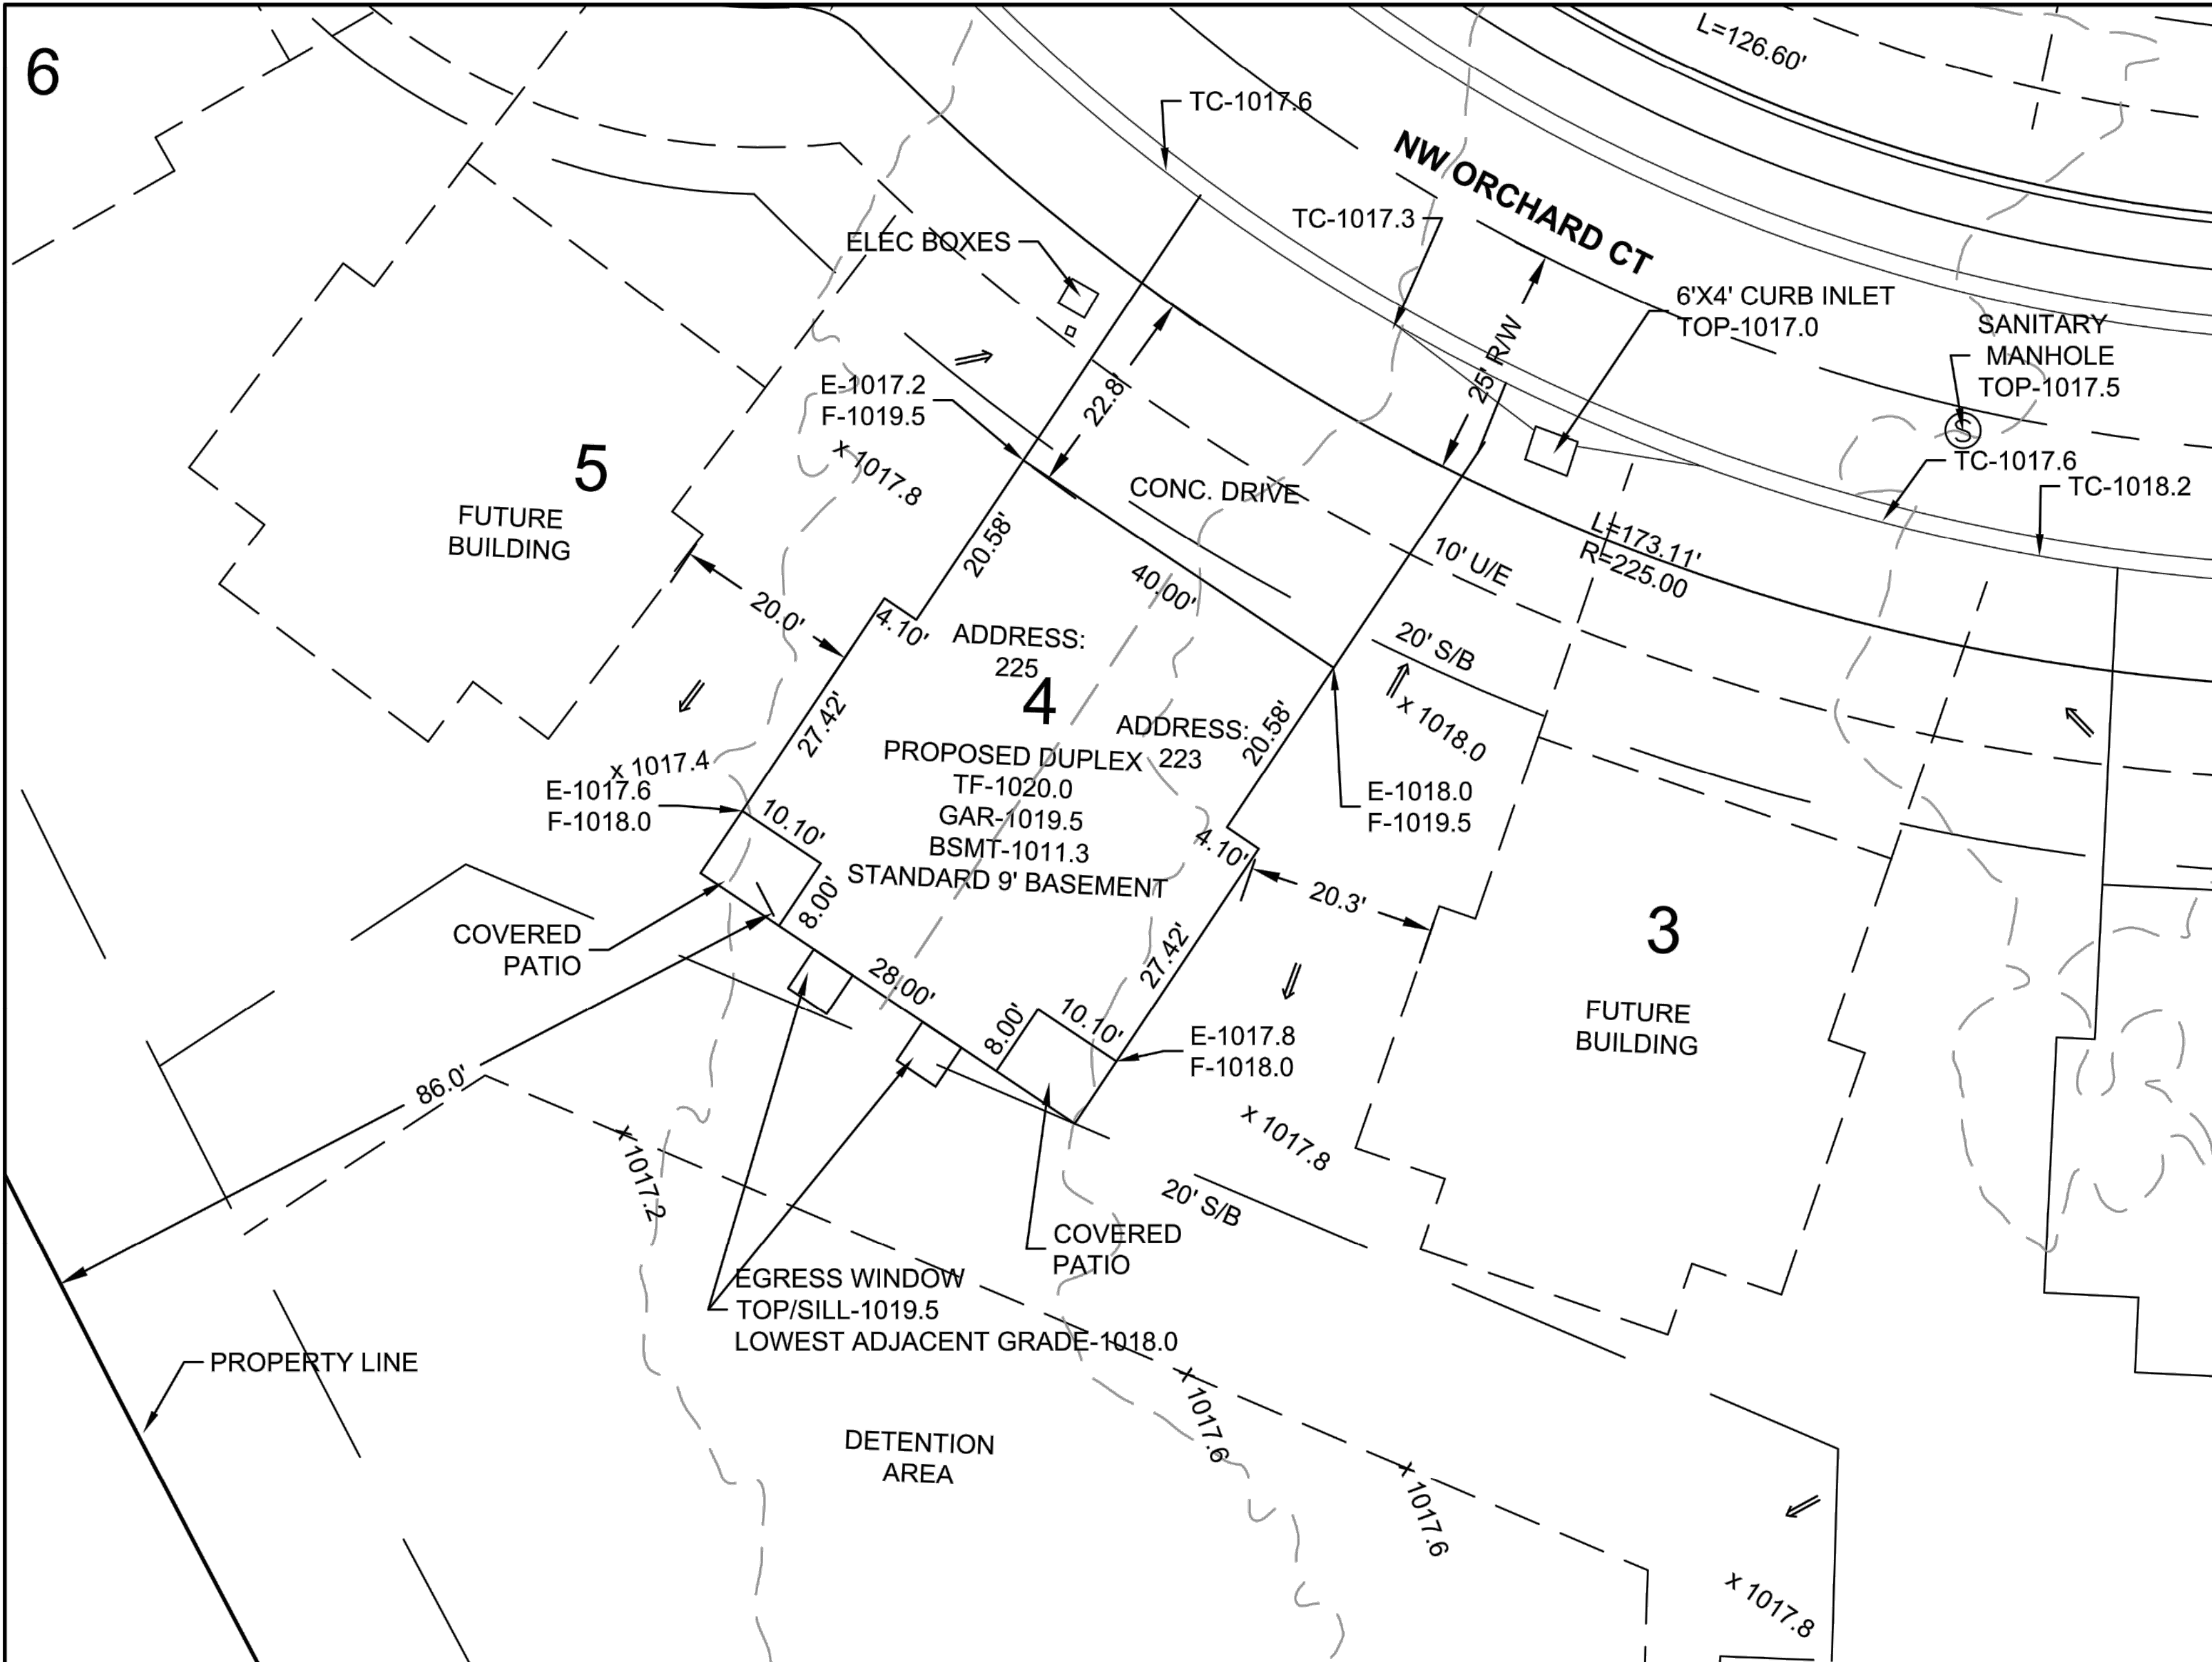 6
L=126.60'
TC-1017.6
NW ORCHARD CT
TC-1017.3
ELEC BOXES
6'X4' CURB INLET
TOP-1017.0
SANITARY
MANHOLE
TOP-1017.5
S
25' R/W
22.8'
E-1017.2
F-1019.5
x 1017.8
5
FUTURE
BUILDING
TC-1017.6
TC-1018.2
CONC. DRIVE
L=173.11'
R=225.00
10' U/E
20.58'
40.00'
20.0'
4.10'
ADDRESS:
225
20' S/B
4
27.42'
ADDRESS:
223
20.58'
x 1018.0
PROPOSED DUPLEX
TF-1020.0
GAR-1019.5
BSMT-1011.3
STANDARD 9' BASEMENT
x 1017.4
E-1017.6
F-1018.0
10.10'
E-1018.0
F-1019.5
4.10'
8.00'
20.3'
3
FUTURE
BUILDING
COVERED
PATIO
28.00'
27.42'
8.00'
10.10'
E-1017.8
F-1018.0
86.0'
x 1017.2
x 1017.8
20' S/B
COVERED
PATIO
EGRESS WINDOW
TOP/SILL-1019.5
LOWEST ADJACENT GRADE-1018.0
PROPERTY LINE
x 1017.6
DETENTION
AREA
x 1017.6
x 1017.8